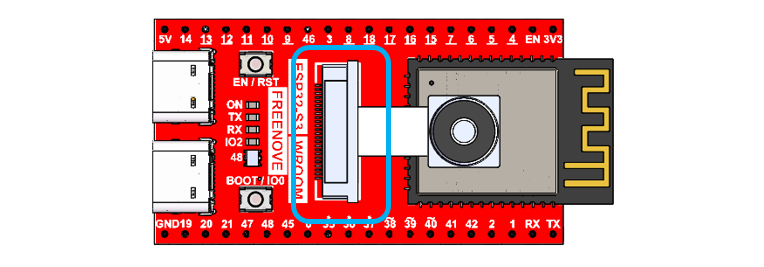 5V 14 13 12 11 10 9 46 3 8 18 17 16 15 7 6 5 4 EN 3V3
EN / RST
ON
TX
RX
IO2
48
BOOT / IO0
FREENOVE
ESP32-S3 WROOM
GND 19 20 21 47 48 45 0 35 36 37 38 39 40 41 42 2 1 RX TX